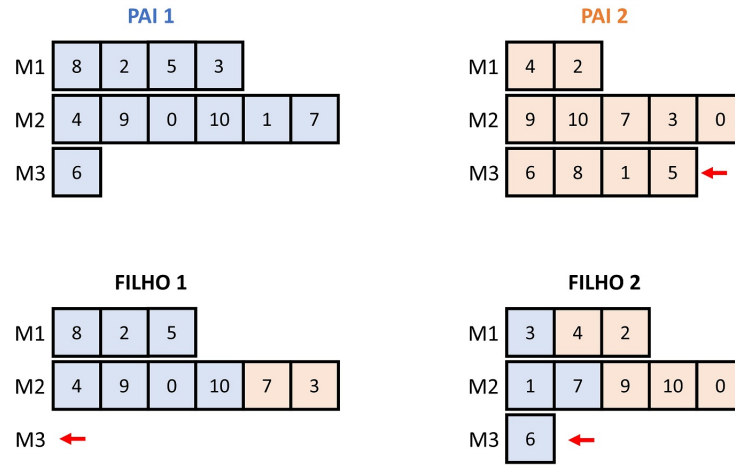 PAI 1
M1 8 2 5 3
M2 4 9 0 10 1 7
M3 6
PAI 2
M1 4 2
M2 9 10 7 3 0
M3 6 8 1 5
FILHO 1
M1 8 2 5
M2 4 9 0 10 7 3
M3
FILHO 2
M1 3 4 2
M2 1 7 9 10 0
M3 6